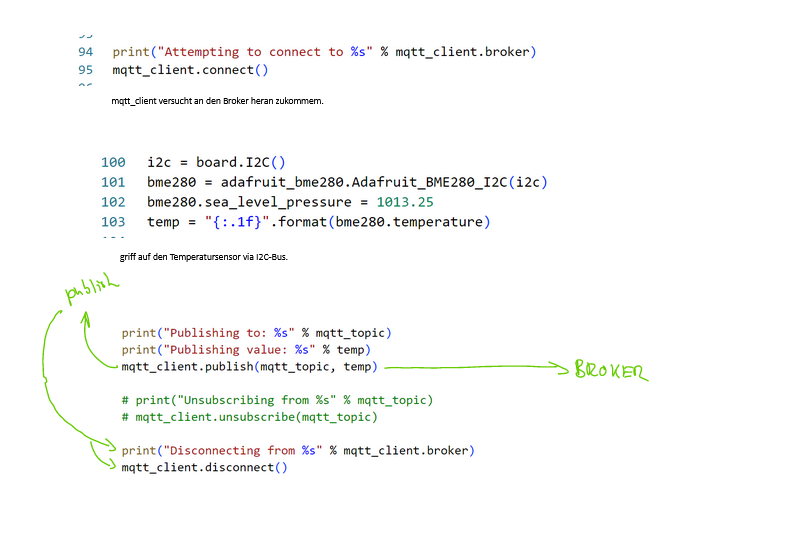 94 print("Attempting to connect to %s" % mqtt_client.broker)
95 mqtt_client.connect()
mqtt_client versucht an den Broker heran zukommem.
100 i2c = board.I2C()
101 bme280 = adafruit_bme280.Adafruit_BME280_I2C(i2c)
102 bme280.sea_level_pressure = 1013.25
103 temp = "{:.1f}".format(bme280.temperature)
griff auf den Temperatursensor via I2C-Bus.
publish
print("Publishing to: %s" % mqtt_topic)
print("Publishing value: %s" % temp)
mqtt_client.publish(mqtt_topic, temp)
BROKER
# print("Unsubscribing from %s" % mqtt_topic)
# mqtt_client.unsubscribe(mqtt_topic)
print("Disconnecting from %s" % mqtt_client.broker)
mqtt_client.disconnect()